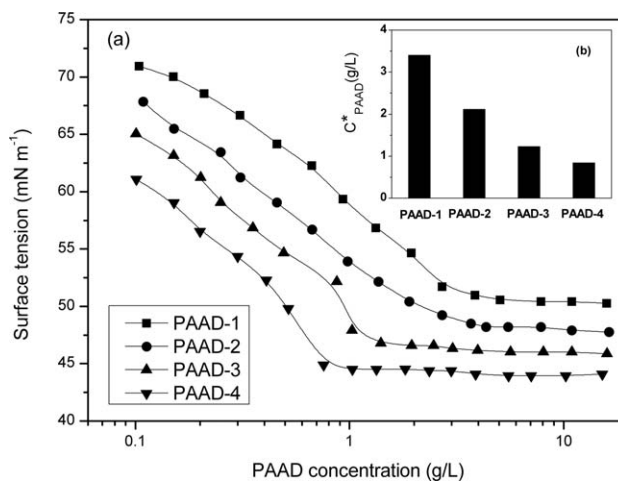 (a)
75
70
65
60
55
50
45
40
Surface tension (mN m⁻¹)
0.1
1
10
PAAD concentration (g/L)
PAAD-1
PAAD-2
PAAD-3
PAAD-4
(b)
4
3
2
1
0
C*PAAD(g/L)
PAAD-1 PAAD-2 PAAD-3 PAAD-4